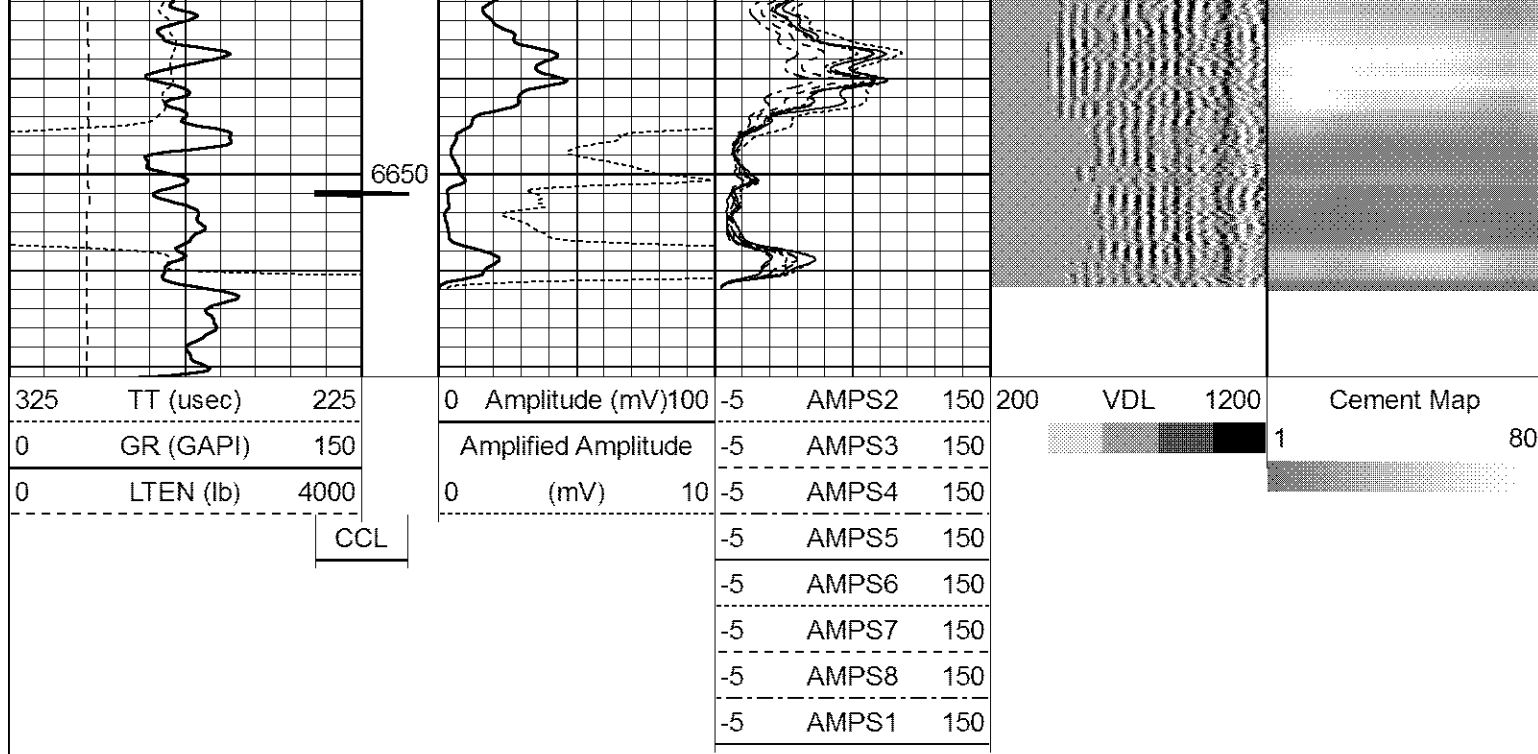 6650
325 TT (usec) 225
0 GR (GAPI) 150
0 LTEN (lb) 4000
CCL
0 Amplitude (mV) 100
Amplified Amplitude
0 (mV) 10
-5 AMPS2 150
-5 AMPS3 150
-5 AMPS4 150
-5 AMPS5 150
-5 AMPS6 150
-5 AMPS7 150
-5 AMPS8 150
-5 AMPS1 150
200 VDL 1200
Cement Map
1 80